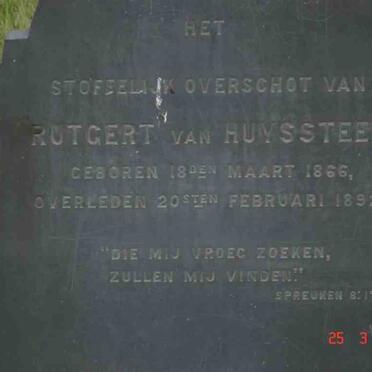 HET
STOFFELIJK OVERSCHOT VAN
RUTGERT VAN HUYSSTEE
GEBOREN 18DEN MAART 1866,
OVERLEDEN 20STEN FEBRUARI 189
"DIE MIJ VROEG ZOEKEN,
ZULLEN MIJ VINDEN."
SPREUKEN 8:1
25 3